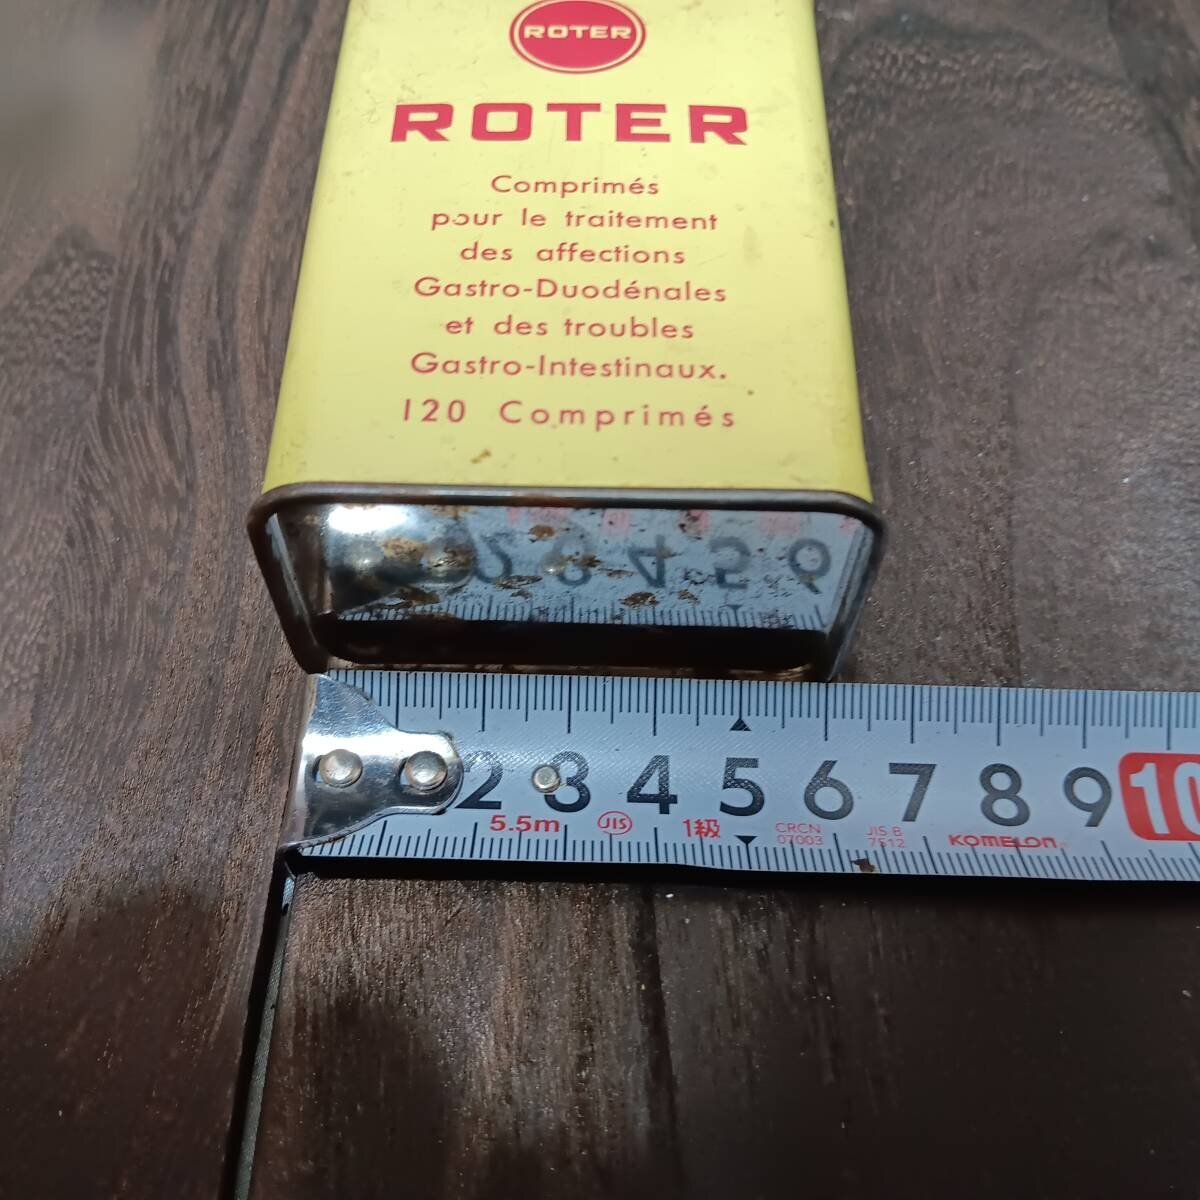 ROTER
ROTER
Comprimés
pour le traitement
des affections
Gastro-Duodénales
et des troubles
Gastro-Intestinaux.
120 Comprimés
2 3 4 5 6 7 8 9 10
5.5m JIS 1級 CRCN 07003 JIS B 7512 KOMELON